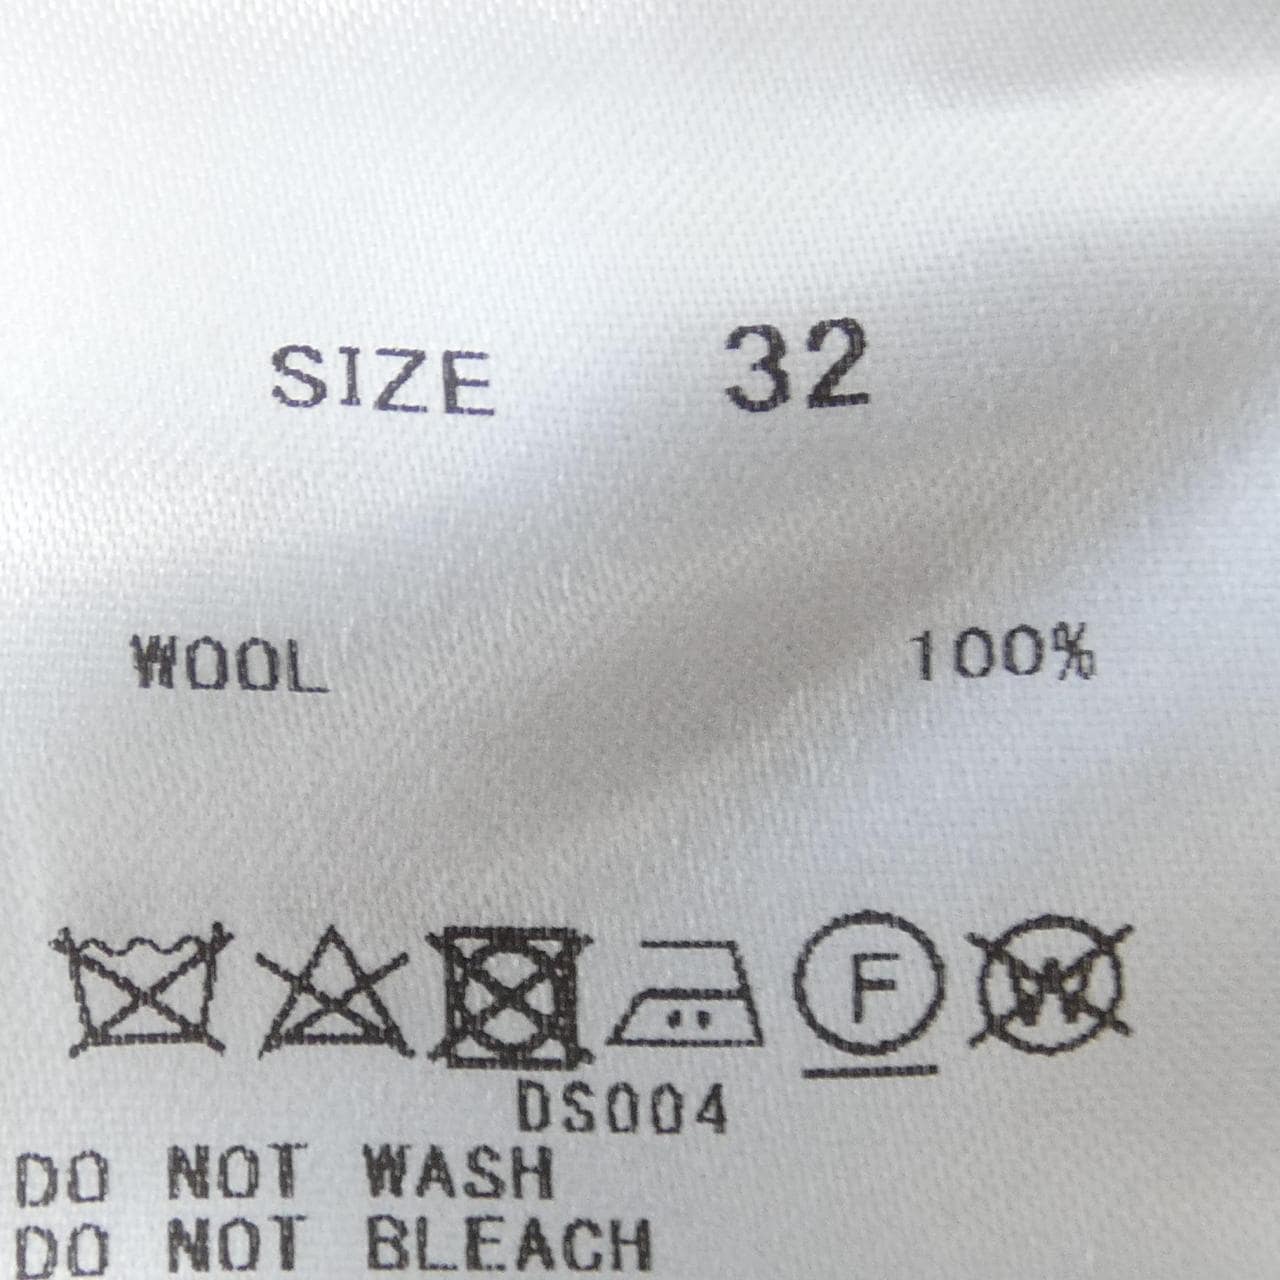 SIZE 32
WOOL 100%
F W
DS004
DO NOT WASH
DO NOT BLEACH